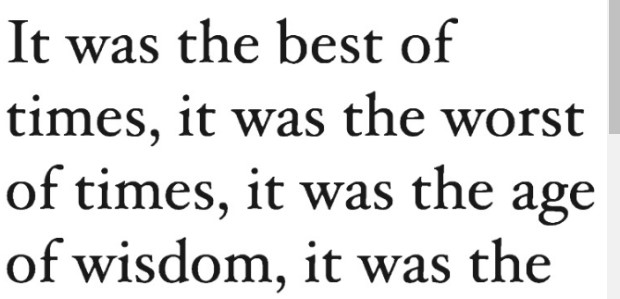 It was the best of
times, it was the worst
of times, it was the age
of wisdom, it was the